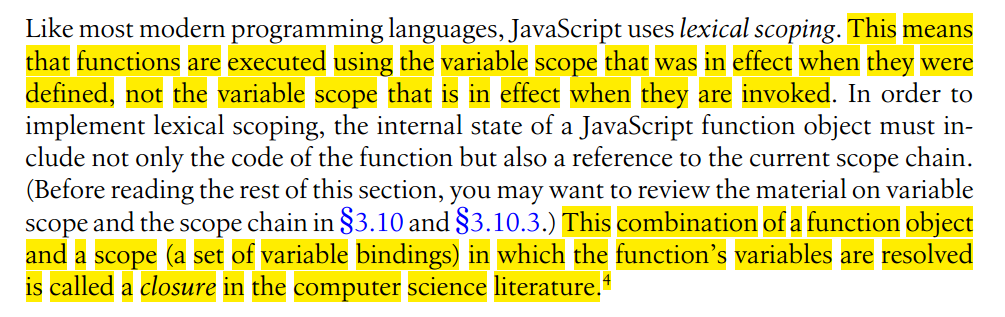 Like most modern programming languages, JavaScript uses lexical scoping. This means
that functions are executed using the variable scope that was in effect when they were
defined, not the variable scope that is in effect when they are invoked. In order to
implement lexical scoping, the internal state of a JavaScript function object must in-
clude not only the code of the function but also a reference to the current scope chain.
(Before reading the rest of this section, you may want to review the material on variable
scope and the scope chain in §3.10 and §3.10.3.) This combination of a function object
and a scope (a set of variable bindings) in which the function’s variables are resolved
is called a closure in the computer science literature.⁴